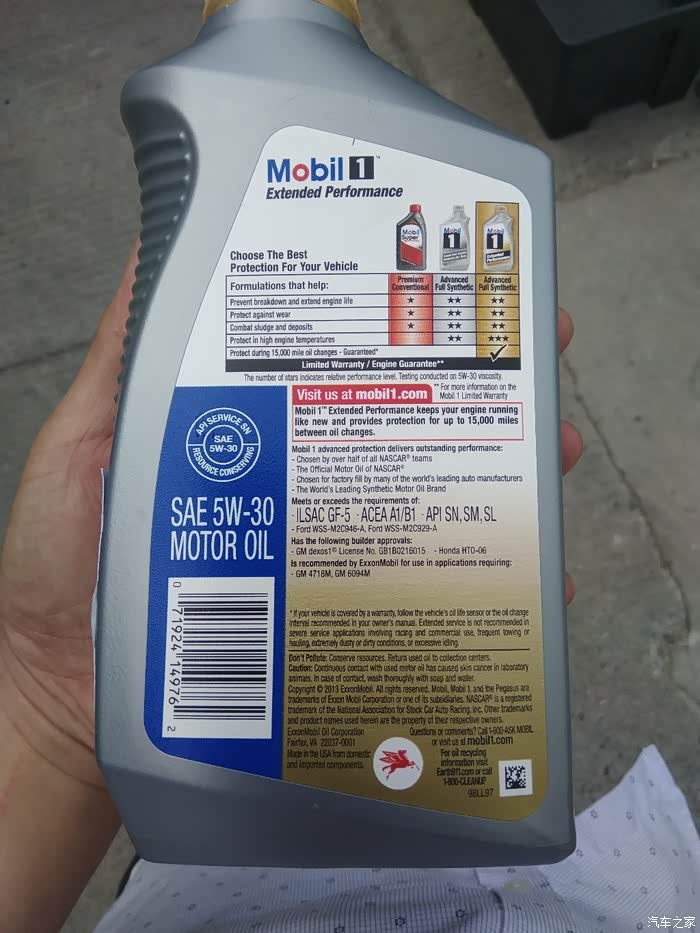 Mobil 1™
Extended Performance
Mobil
Super
Mobil
1
Mobil
1
Extended
Performance
Choose The Best
Protection For Your Vehicle
Formulations that help: Premium Conventional Advanced Full Synthetic Advanced Full Synthetic
Prevent breakdown and extend engine life ★ ★★ ★★
Protect against wear ★ ★★ ★★
Combat sludge and deposits ★ ★★ ★★
Protect in high engine temperatures ★★ ★★★
Protect during 15,000 mile oil changes - Guaranteed* ✓
Limited Warranty / Engine Guarantee**
The number of stars indicates relative performance level. Testing conducted on 5W-30 viscosity.
Visit us at mobil1.com
** For more information on the
Mobil 1 Limited Warranty
Mobil 1™ Extended Performance keeps your engine running
like new and provides protection for up to 15,000 miles
between oil changes.
Mobil 1 advanced protection delivers outstanding performance:
- Chosen by over half of all NASCAR® teams
- The Official Motor Oil of NASCAR®
- Chosen for factory fill by many of the world's leading auto manufacturers
- The World's Leading Synthetic Motor Oil Brand
Meets or exceeds the requirements of:
- ILSAC GF-5 - ACEA A1/B1 - API SN, SM, SL
- Ford WSS-M2C946-A, Ford WSS-M2C929-A
Has the following builder approvals:
- GM dexos1® License No. GB1B0216015 - Honda HTO-06
Is recommended by ExxonMobil for use in applications requiring:
- GM 4718M, GM 6094M
API SERVICE SN
SAE
5W-30
RESOURCE CONSERVING
SAE 5W-30
MOTOR OIL
0 71924 14976 2
* If your vehicle is covered by a warranty, follow the vehicle's oil life sensor or the oil change
interval recommended in your owner's manual. Extended service is not recommended in
severe service applications involving racing and commercial use, frequent towing or
hauling, extremely dusty or dirty conditions, or excessive idling.
Don't Pollute: Conserve resources. Return used oil to collection centers.
Caution: Continuous contact with used motor oil has caused skin cancer in laboratory
animals. In case of contact, wash thoroughly with soap and water.
Copyright © 2013 ExxonMobil. All rights reserved. Mobil, Mobil 1, and the Pegasus are
trademarks of Exxon Mobil Corporation or one of its subsidiaries. NASCAR® is a registered
trademark of the National Association for Stock Car Auto Racing, Inc. Other trademarks
and product names used herein are the property of their respective owners.
ExxonMobil Oil Corporation
Fairfax, VA 22037-0001
Made in the USA from domestic
and imported components.
Questions or comments? Call 1-800-ASK MOBIL
or visit us at mobil1.com
For oil recycling
information visit
Earth911.com or call
1-800-CLEANUP
98LL97
汽车之家